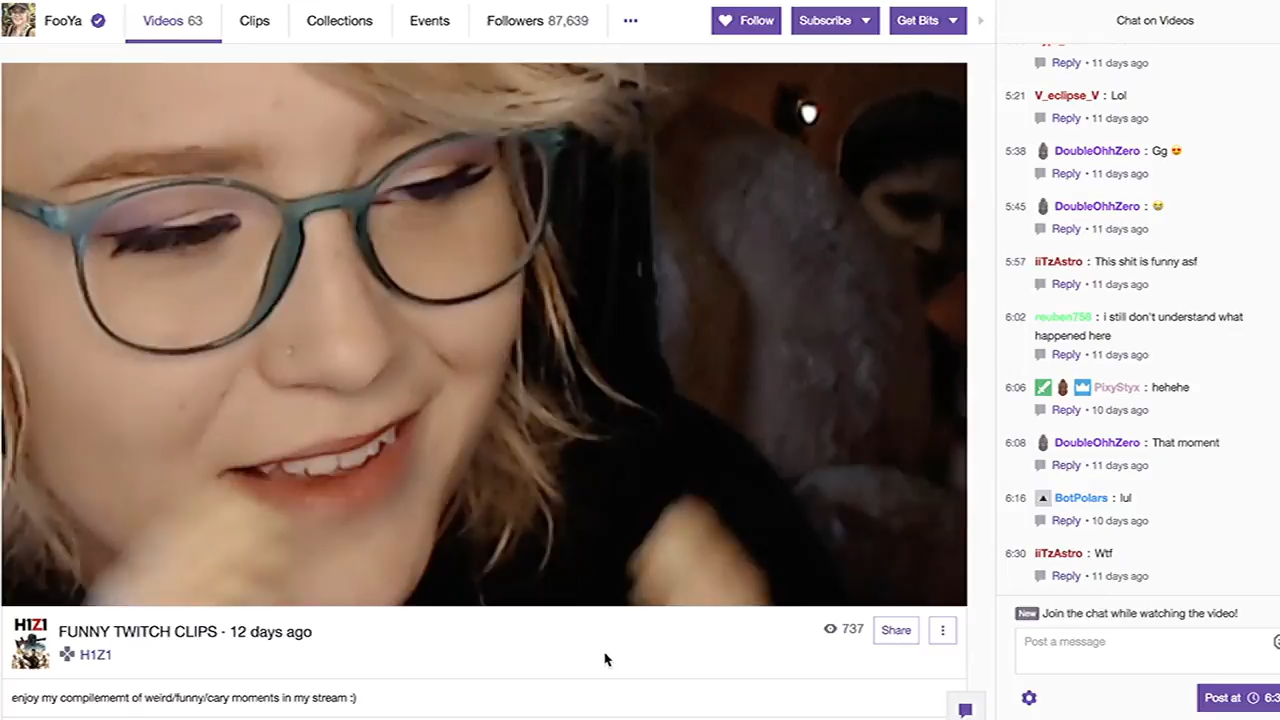 FooYa
Videos 63
Clips
Collections
Events
Followers 87,639
Follow
Subscribe
Get Bits
Chat on Videos
Reply • 11 days ago
5:21 V_eclipse_V : Lol
Reply • 11 days ago
5:38 DoubleOhhZero : Gg 😍
Reply • 11 days ago
5:45 DoubleOhhZero : 😂
Reply • 11 days ago
5:57 iiTzAstro : This shit is funny asf
Reply • 11 days ago
6:02 reuben758 : i still don't understand what
happened here
Reply • 11 days ago
6:06 PixyStyx : hehehe
Reply • 10 days ago
6:08 DoubleOhhZero : That moment
Reply • 11 days ago
6:16 BotPolars : lul
Reply • 10 days ago
6:30 iiTzAstro : Wtf
Reply • 11 days ago
New Join the chat while watching the video!
Post a message
Post at 6:3
H1Z1
FUNNY TWITCH CLIPS · 12 days ago
H1Z1
737
Share
enjoy my compilememt of weird/funny/cary moments in my stream :)